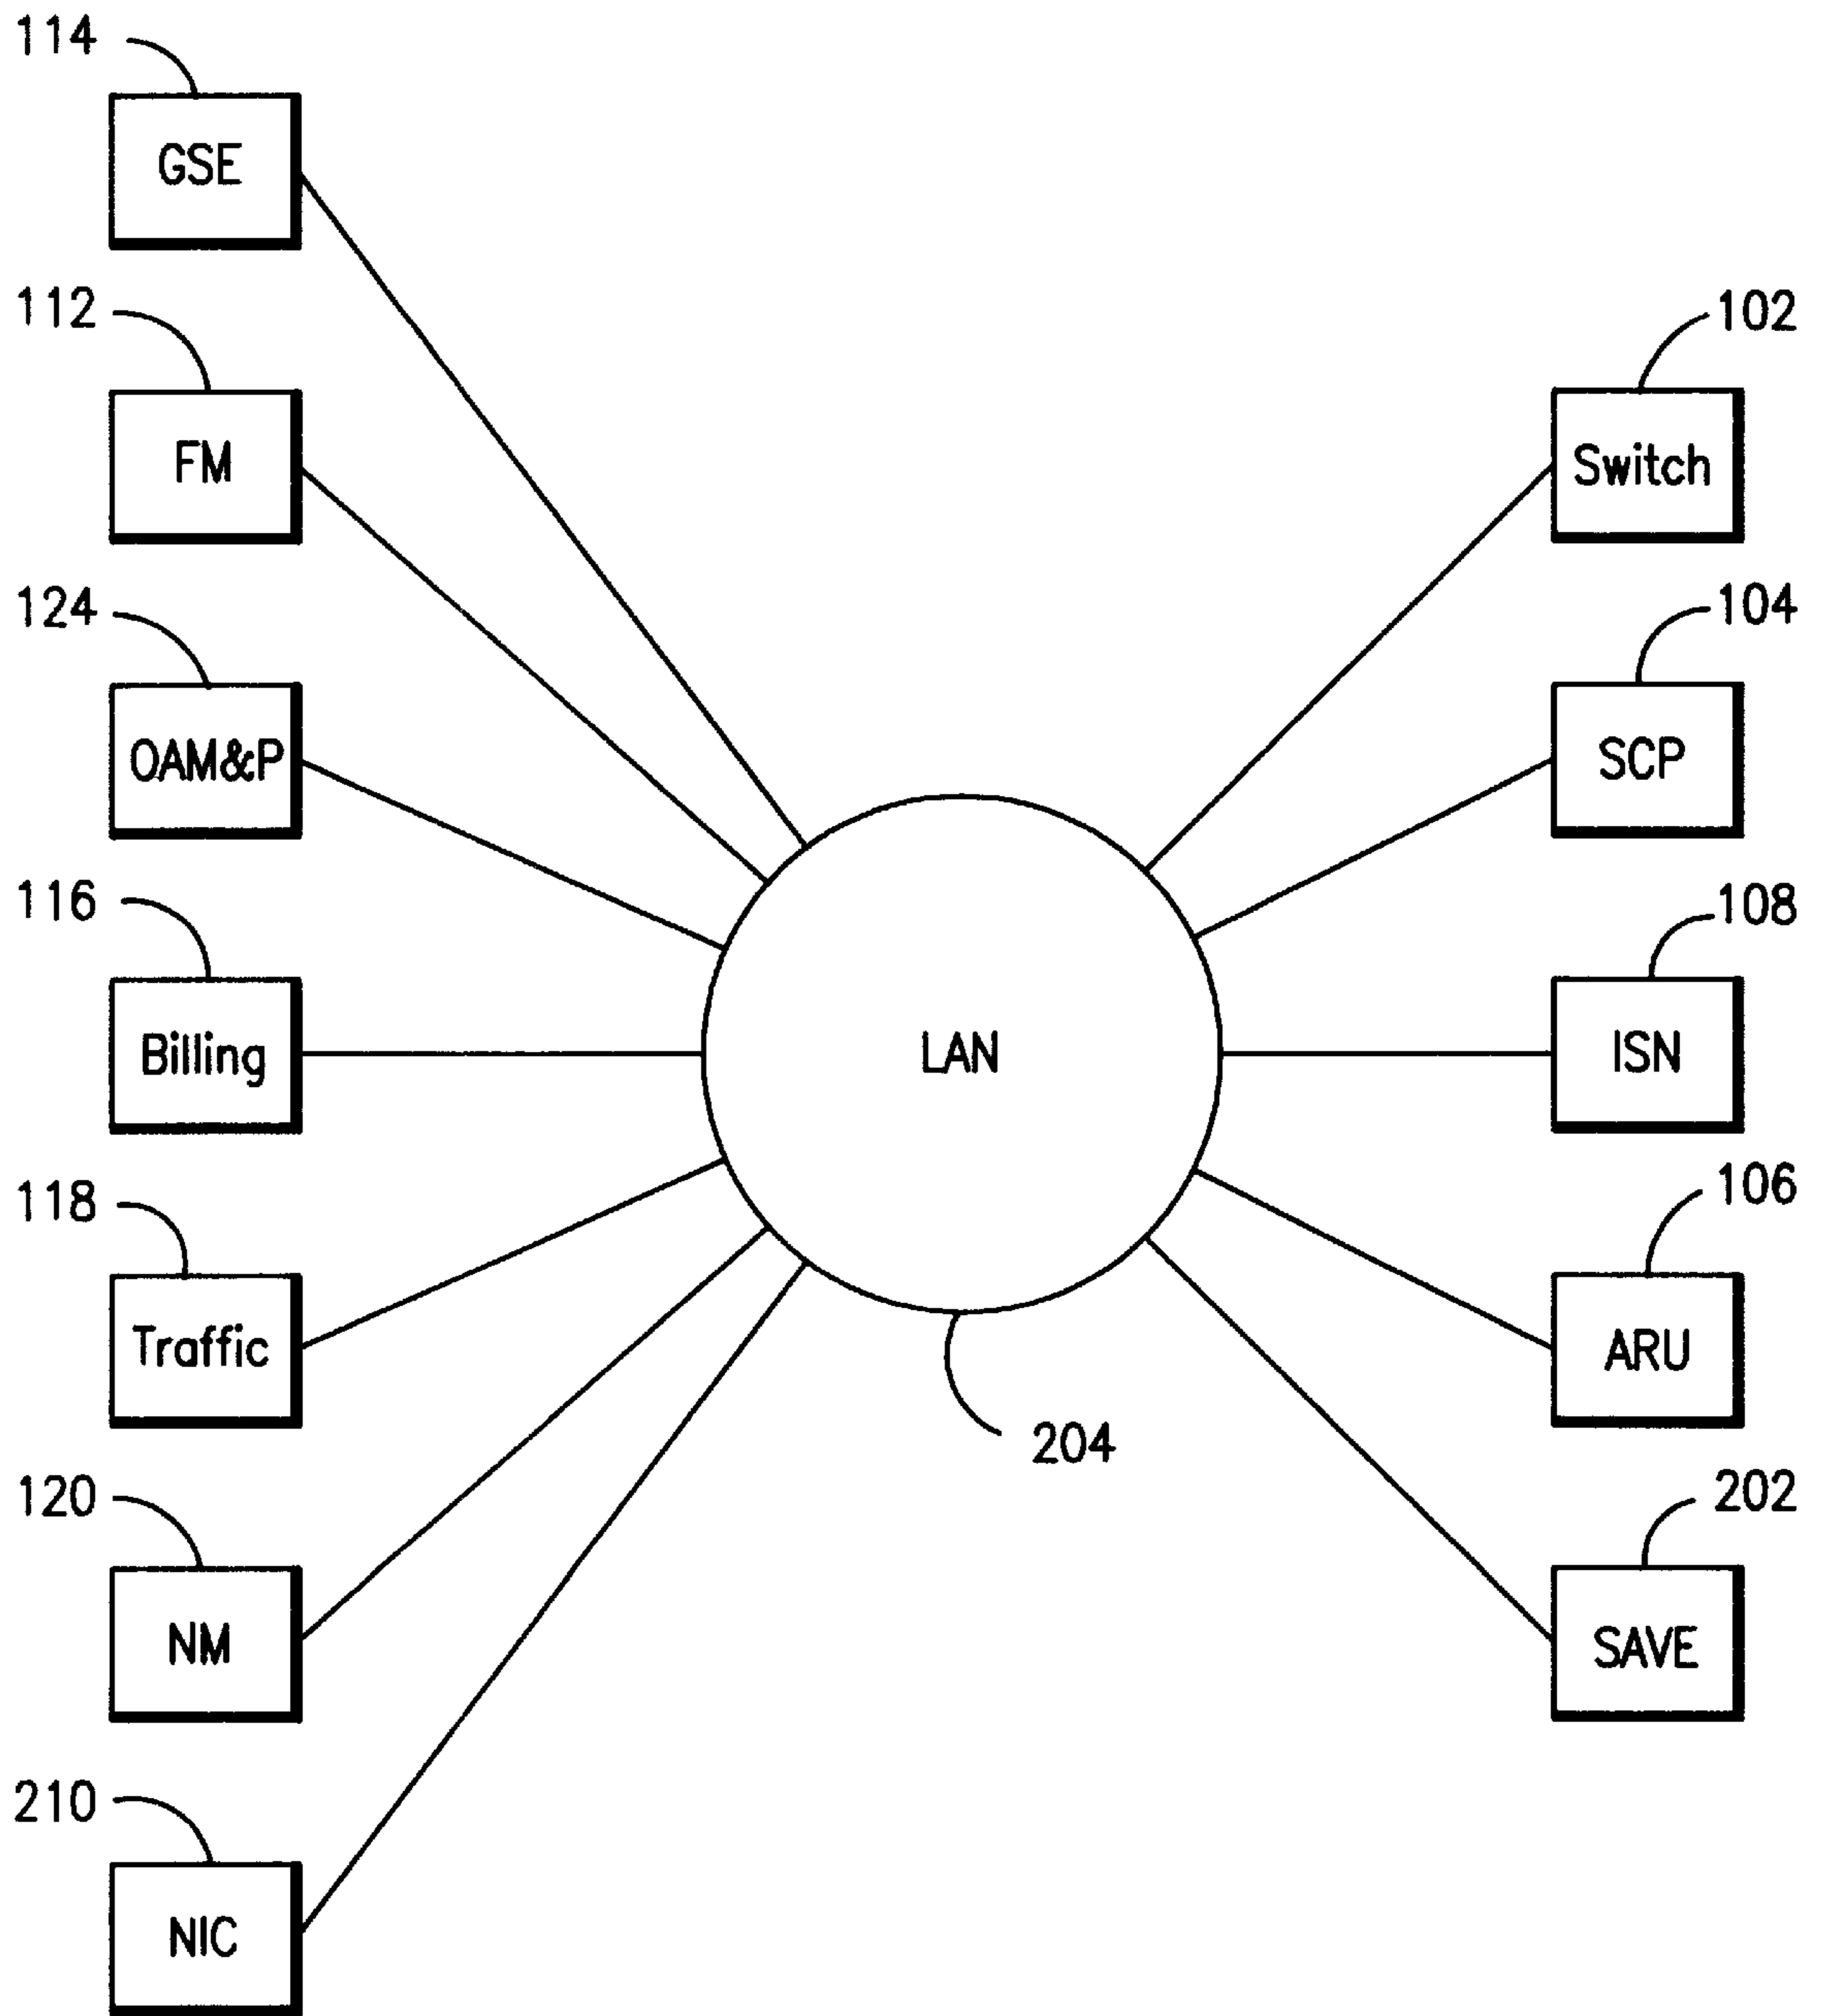 114
GSE
112
FM
102
Switch
124
OAM&P
104
SCP
116
Billing
LAN
108
ISN
118
Traffic
106
ARU
204
120
NM
202
SAVE
210
NIC